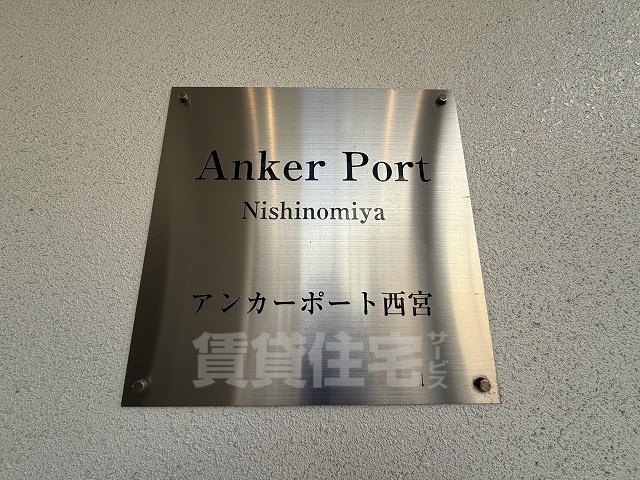 Anker Port
Nishinomiya
アンカーポート西宮
賃貸住宅サービス